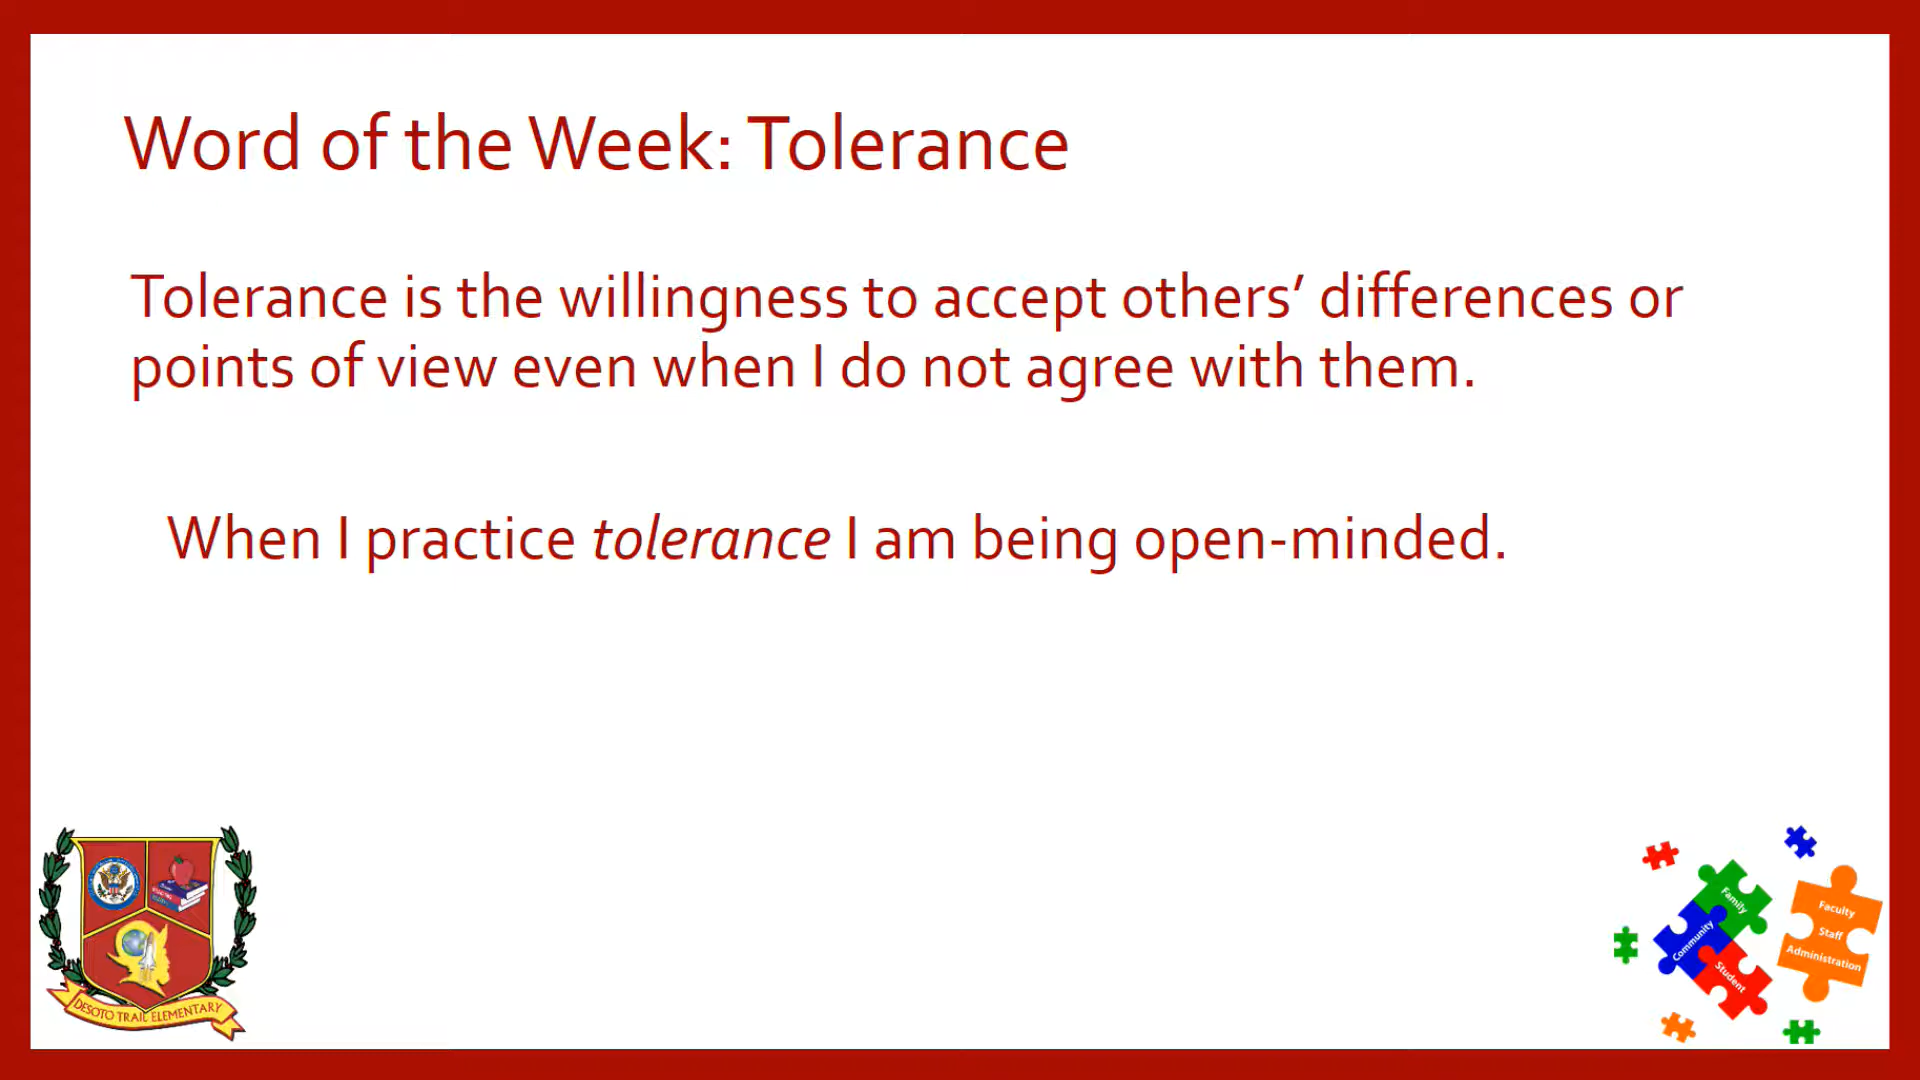 Word of the Week: Tolerance
Tolerance is the willingness to accept others’ differences or
points of view even when I do not agree with them.
When I practice tolerance I am being open-minded.
DESOTO TRAIL ELEMENTARY
Family
Community
Student
Faculty
Staff
Administration